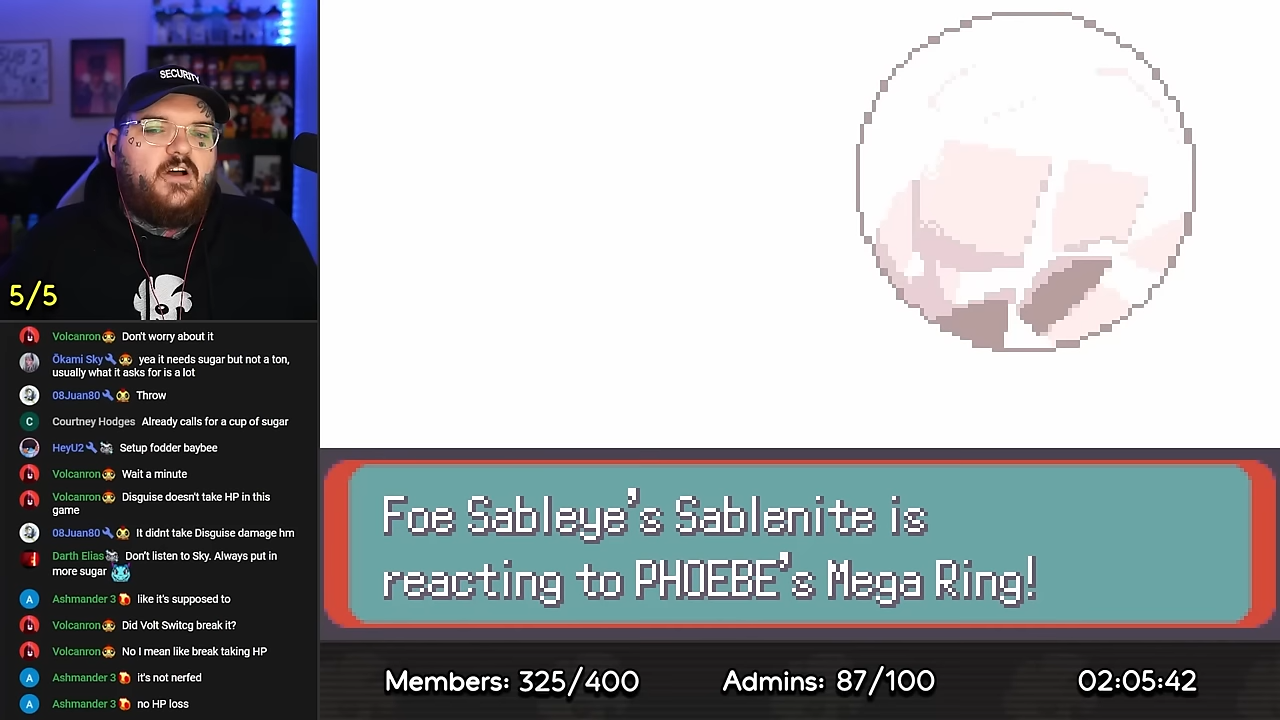 SECURITY
5/5
Volcanron Don't worry about it
Ōkami Sky yea it needs sugar but not a ton,
usually what it asks for is a lot
08Juan80 Throw
C Courtney Hodges Already calls for a cup of sugar
HeyU2 Setup fodder baybee
Volcanron Wait a minute
Volcanron Disguise doesn't take HP in this
game
08Juan80 It didnt take Disguise damage hm
Darth Elias Don't listen to Sky. Always put in
more sugar
A Ashmander 3 like it's supposed to
Volcanron Did Volt Switcg break it?
Volcanron No I mean like break taking HP
A Ashmander 3 it's not nerfed
A Ashmander 3 no HP loss
Foe Sableye's Sablenite is
reacting to PHOEBE's Mega Ring!
Members: 325/400 Admins: 87/100 02:05:42